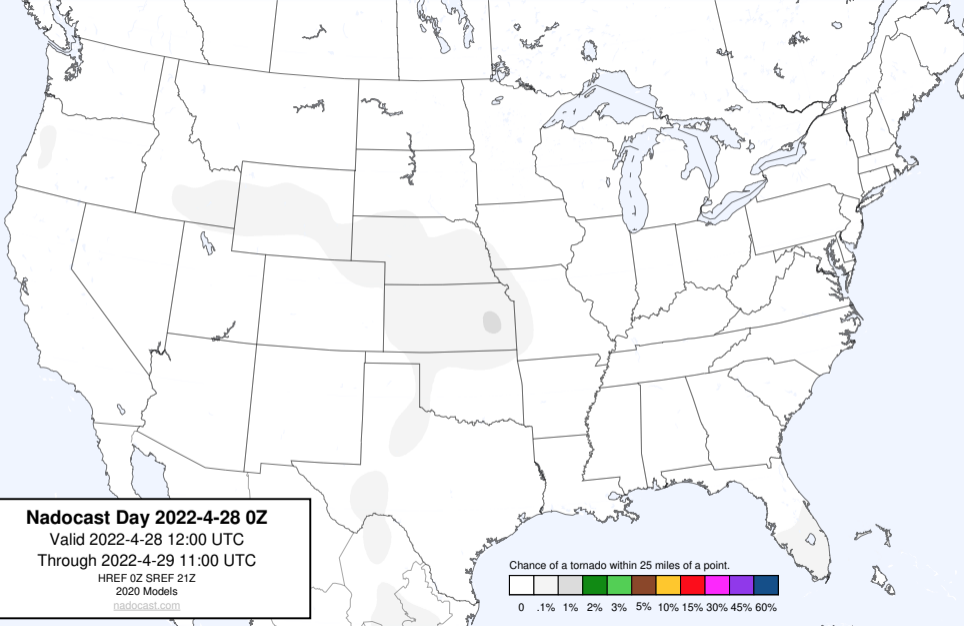 Nadocast Day 2022-4-28 0Z
Valid 2022-4-28 12:00 UTC
Through 2022-4-29 11:00 UTC
HREF 0Z SREF 21Z
2020 Models
nadocast.com
Chance of a tornado within 25 miles of a point.
0 .1% 1% 2% 3% 5% 10% 15% 30% 45% 60%